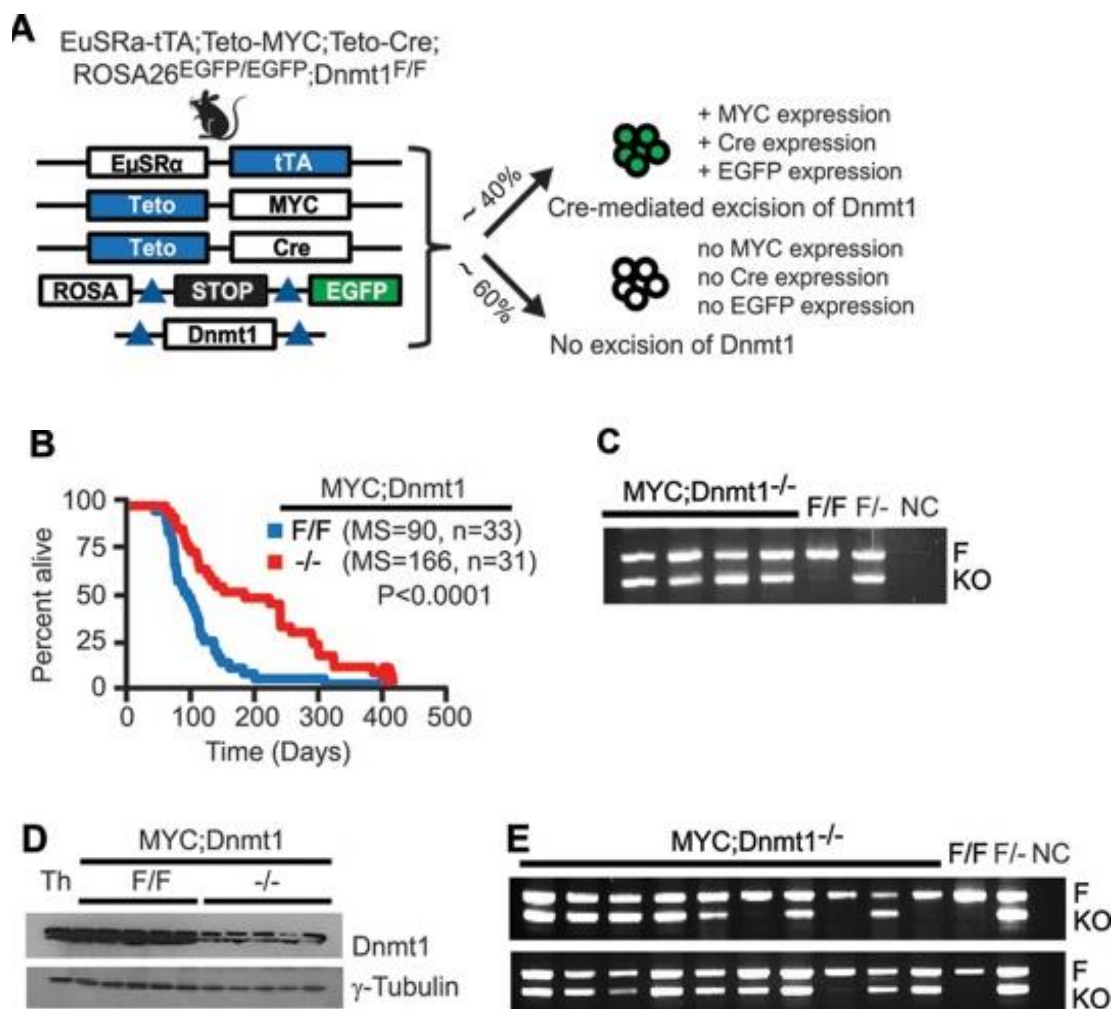 A
EuSRa-tTA;Teto-MYC;Teto-Cre;
ROSA26EGFP/EGFP;Dnmt1F/F
EµSRα tTA
Teto MYC
Teto Cre
ROSA STOP EGFP
Dnmt1
~ 40%
~ 60%
+ MYC expression
+ Cre expression
+ EGFP expression
Cre-mediated excision of Dnmt1
no MYC expression
no Cre expression
no EGFP expression
No excision of Dnmt1
B
MYC;Dnmt1
F/F (MS=90, n=33)
-/- (MS=166, n=31)
P<0.0001
Percent alive
100
75
50
25
0
0 100 200 300 400 500
Time (Days)
C
MYC;Dnmt1-/- F/F F/- NC
F
KO
D
MYC;Dnmt1
Th F/F -/-
Dnmt1
γ-Tubulin
E
MYC;Dnmt1-/- F/F F/- NC
F
KO
F
KO